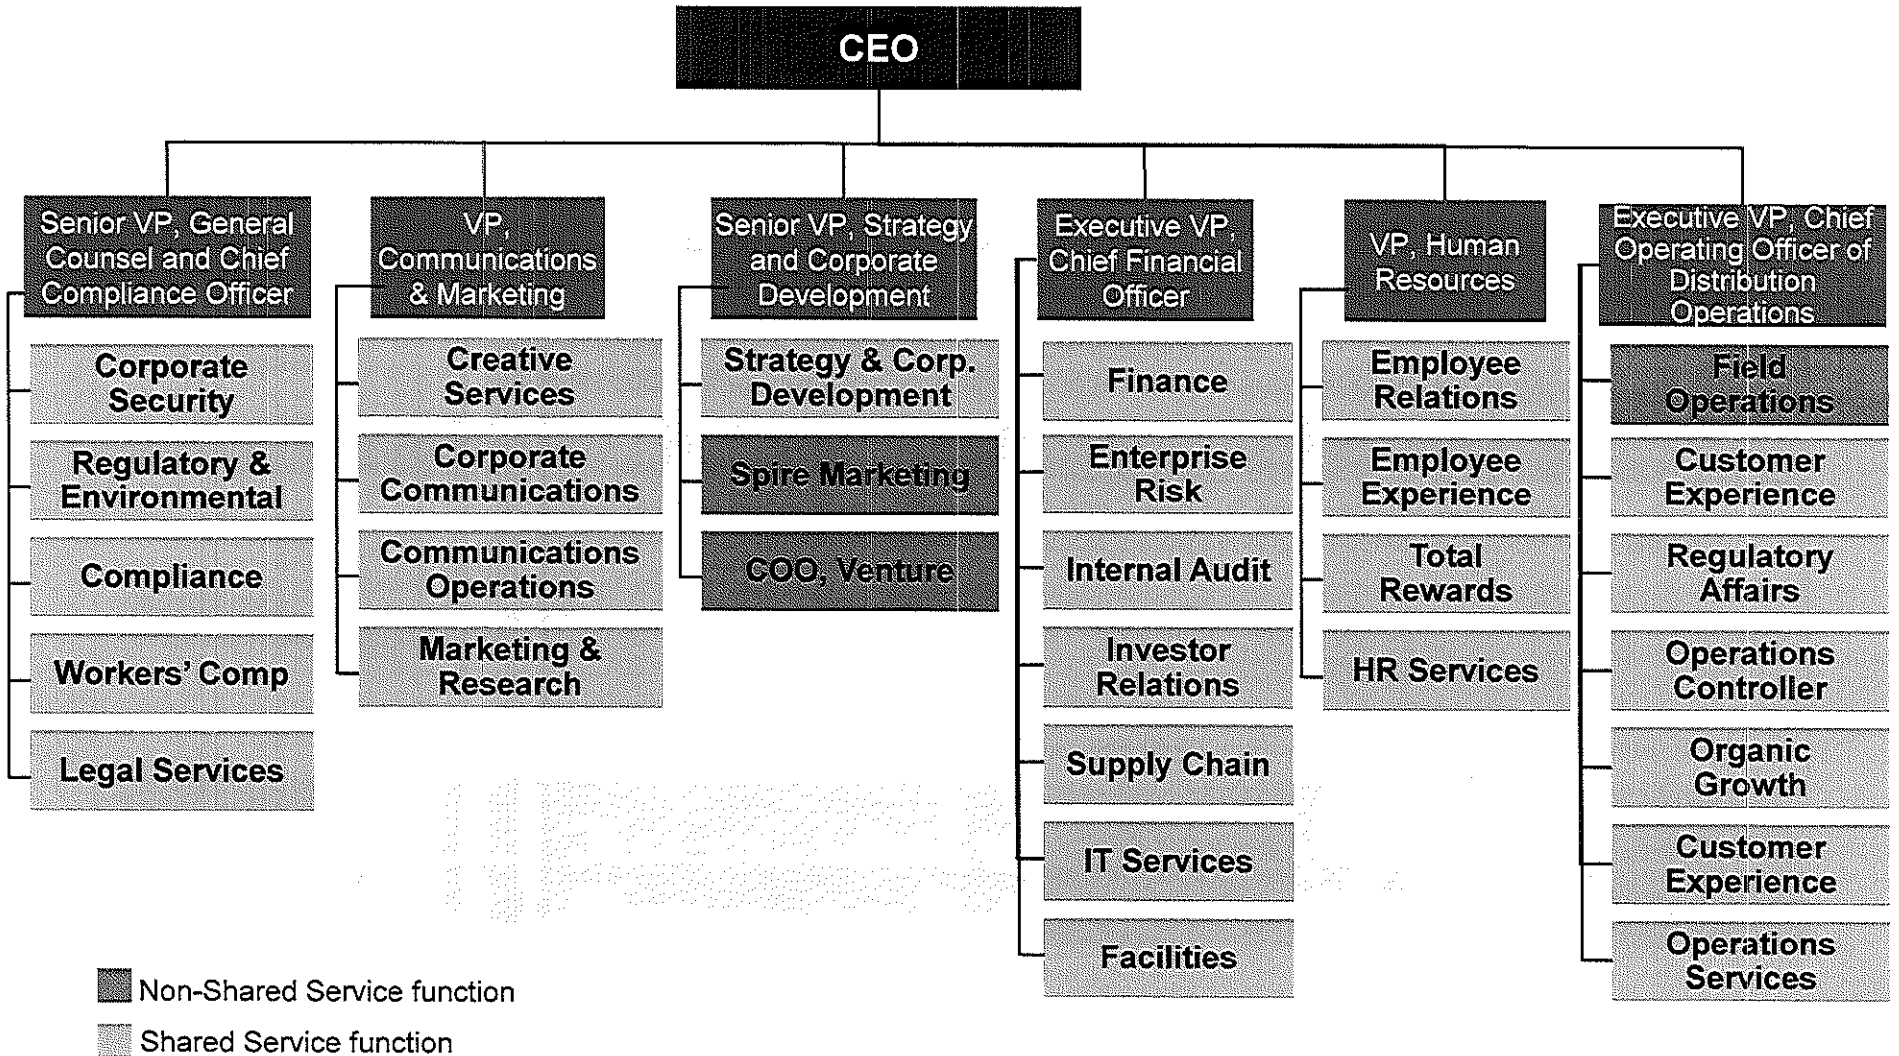 CEO
Senior VP, General
Counsel and Chief
Compliance Officer
Corporate
Security
Regulatory &
Environmental
Compliance
Workers' Comp
Legal Services
VP,
Communications
& Marketing
Creative
Services
Corporate
Communications
Communications
Operations
Marketing &
Research
Senior VP, Strategy
and Corporate
Development
Strategy & Corp.
Development
Spire Marketing
COO, Venture
Executive VP,
Chief Financial
Officer
Finance
Enterprise
Risk
Internal Audit
Investor
Relations
Supply Chain
IT Services
Facilities
VP, Human
Resources
Employee
Relations
Employee
Experience
Total
Rewards
HR Services
Executive VP, Chief
Operating Officer of
Distribution
Operations
Field
Operations
Customer
Experience
Regulatory
Affairs
Operations
Controller
Organic
Growth
Customer
Experience
Operations
Services
Non-Shared Service function
Shared Service function